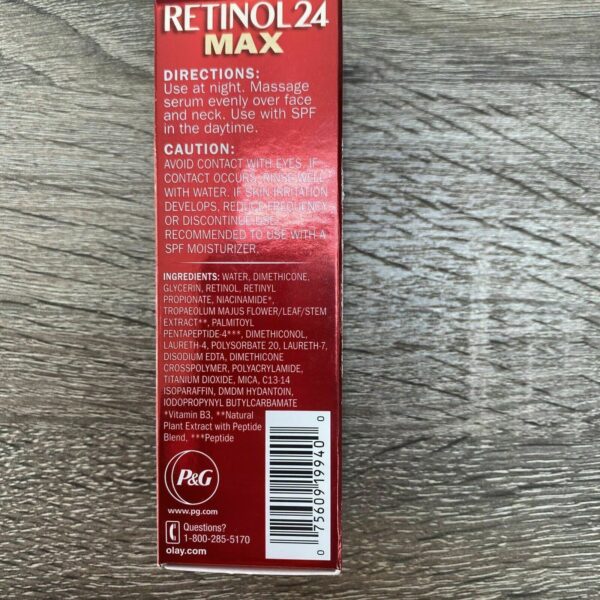 RETINOL24
MAX
DIRECTIONS:
Use at night. Massage
serum evenly over face
and neck. Use with SPF
in the daytime.
CAUTION:
AVOID CONTACT WITH EYES. IF
CONTACT OCCURS, RINSE WELL
WITH WATER. IF SKIN IRRITATION
DEVELOPS, REDUCE FREQUENCY
OR DISCONTINUE USE.
RECOMMENDED TO USE WITH A
SPF MOISTURIZER.
INGREDIENTS: WATER, DIMETHICONE,
GLYCERIN, RETINOL, RETINYL
PROPIONATE, NIACINAMIDE*,
TROPAEOLUM MAJUS FLOWER/LEAF/STEM
EXTRACT**, PALMITOYL
PENTAPEPTIDE-4***, DIMETHICONOL,
LAURETH-4, POLYSORBATE 20, LAURETH-7,
DISODIUM EDTA, DIMETHICONE
CROSSPOLYMER, POLYACRYLAMIDE,
TITANIUM DIOXIDE, MICA, C13-14
ISOPARAFFIN, DMDM HYDANTOIN,
IODOPROPYNYL BUTYLCARBAMATE
*Vitamin B3, **Natural
Plant Extract with Peptide
Blend, ***Peptide
P&G
www.pg.com
Questions?
1-800-285-5170
olay.com
0 75609 19940 0